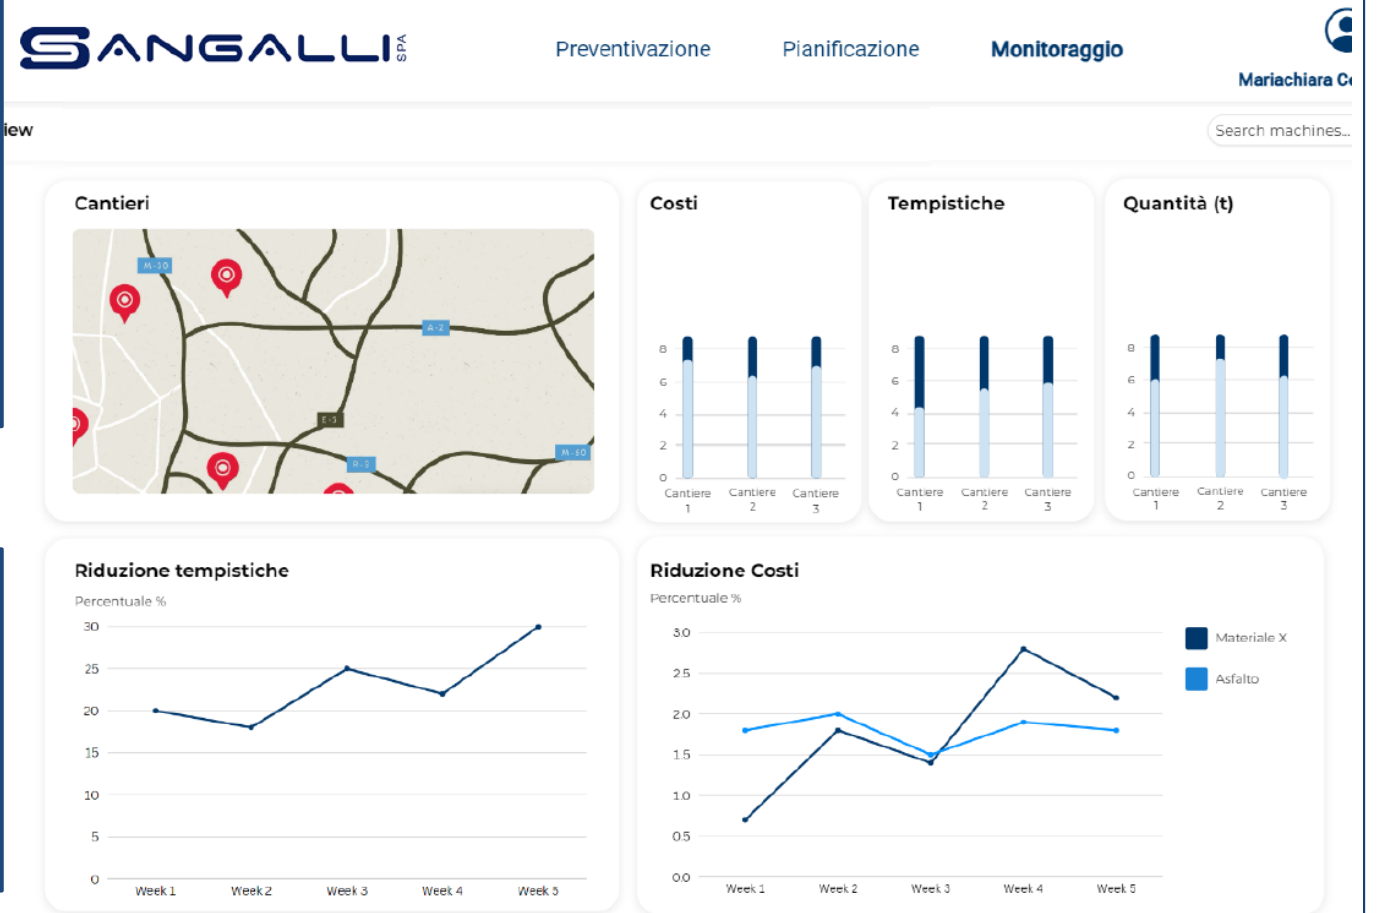 SANGALLI SPA
Preventivazione Pianificazione Monitoraggio
Mariachiara
iew
Search machines...
Cantieri
M-30
A-2
E-5
M-50
Costi
8
6
4
2
0
Cantiere 1 Cantiere 2 Cantiere 3
Tempistiche
8
6
4
2
0
Cantiere 1 Cantiere 2 Cantiere 3
Quantità (t)
8
6
4
2
0
Cantiere 1 Cantiere 2 Cantiere 3
Riduzione tempistiche
Percentuale %
30
25
20
15
10
5
0
Week 1 Week 2 Week 3 Week 4 Week 5
Riduzione Costi
Percentuale %
3.0
2.5
2.0
1.5
1.0
0.5
0.0
Week 1 Week 2 Week 3 Week 4 Week 5
Materiale X
Asfalto